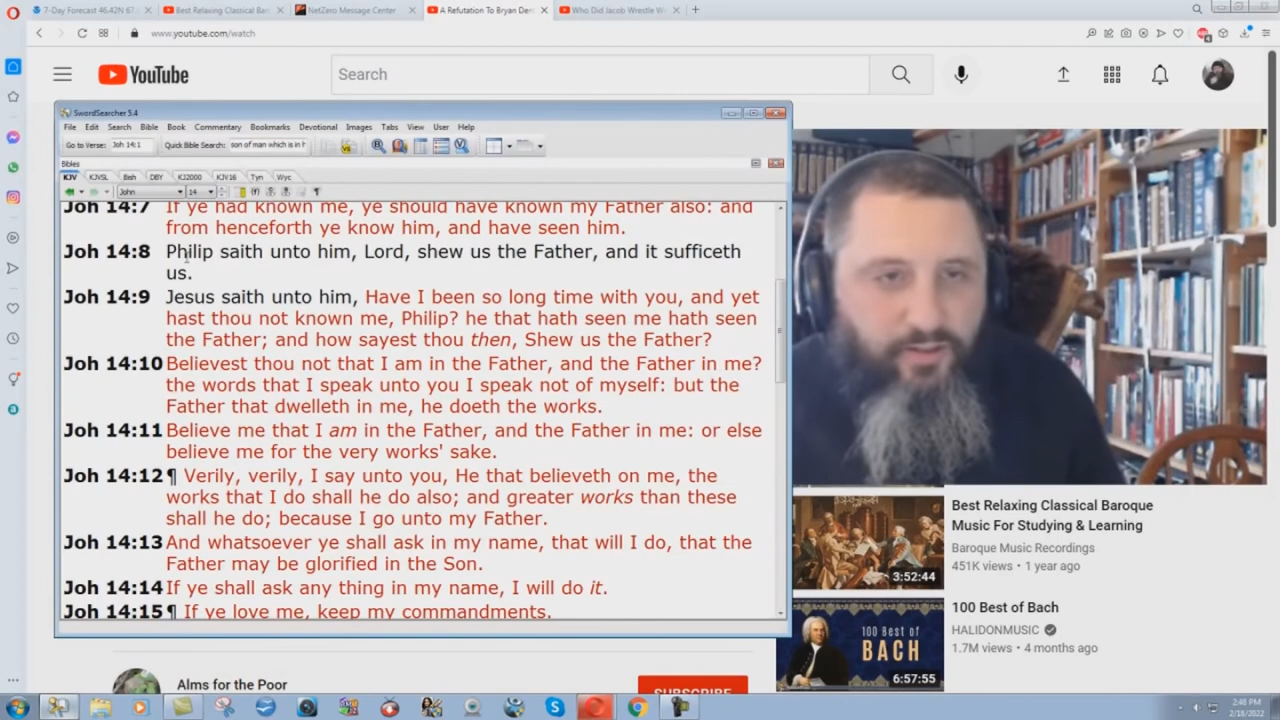 7-Day Forecast 46.42N 67.
Best Relaxing Classical Bar
NetZero Message Center
A Refutation To Bryan Den
Who Did Jacob Wrestle W
www.youtube.com/watch
YouTube
Search
SwordSearcher 5.4
File Edit Search Bible Book Commentary Bookmarks Devotional Images Tabs View User Help
Go to Verse: Joh 14:1 Quick Bible Search: son of man which is in h
Bibles
KJV KJVSL Bish DBY KJ2000 KJV16 Tyn Wyc
John 14
Joh 14:7 If ye had known me, ye should have known my Father also: and
from henceforth ye know him, and have seen him.
Joh 14:8 Philip saith unto him, Lord, shew us the Father, and it sufficeth
us.
Joh 14:9 Jesus saith unto him, Have I been so long time with you, and yet
hast thou not known me, Philip? he that hath seen me hath seen
the Father; and how sayest thou then, Shew us the Father?
Joh 14:10 Believest thou not that I am in the Father, and the Father in me?
the words that I speak unto you I speak not of myself: but the
Father that dwelleth in me, he doeth the works.
Joh 14:11 Believe me that I am in the Father, and the Father in me: or else
believe me for the very works' sake.
Joh 14:12 ¶ Verily, verily, I say unto you, He that believeth on me, the
works that I do shall he do also; and greater works than these
shall he do; because I go unto my Father.
Joh 14:13 And whatsoever ye shall ask in my name, that will I do, that the
Father may be glorified in the Son.
Joh 14:14 If ye shall ask any thing in my name, I will do it.
Joh 14:15 ¶ If ye love me, keep my commandments.
Best Relaxing Classical Baroque
Music For Studying & Learning
Baroque Music Recordings
451K views • 1 year ago
3:52:44
100 Best of Bach
HALIDONMUSIC
1.7M views • 4 months ago
100 Best of
BACH
6:57:55
Alms for the Poor
SUBSCRIBE
2:48 PM
2/18/2022